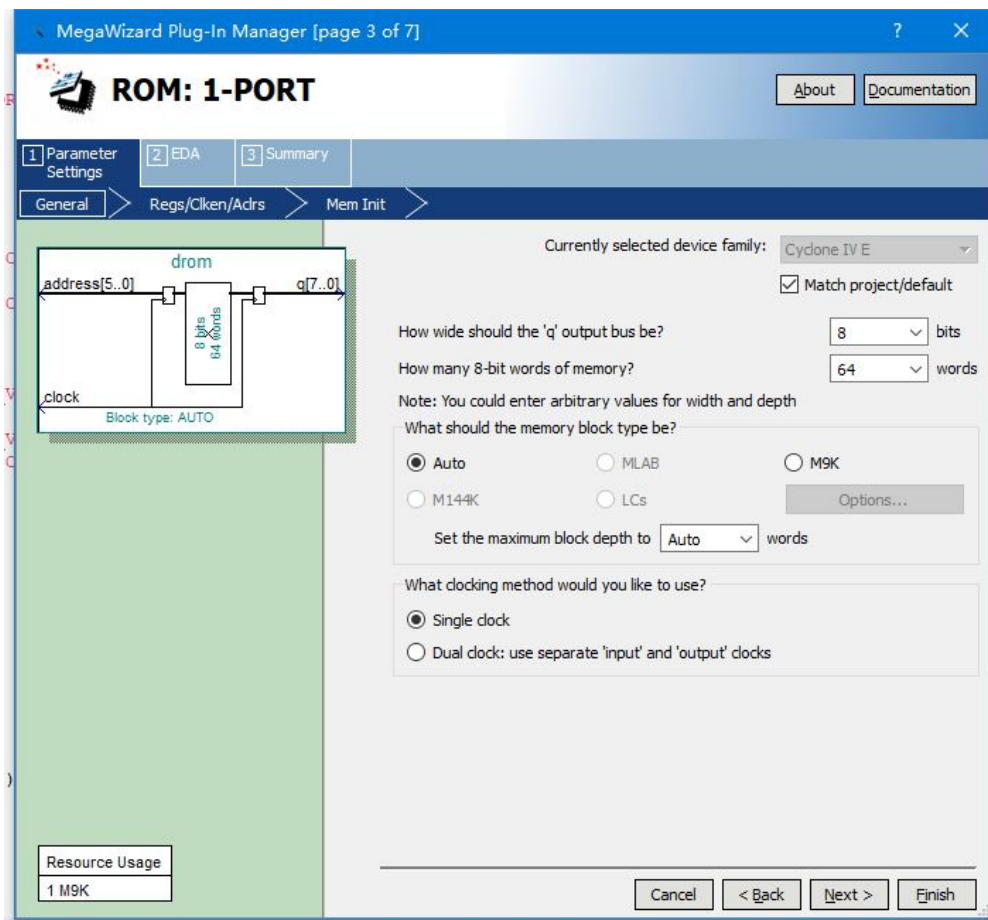 MegaWizard Plug-In Manager [page 3 of 7]
?
ROM: 1-PORT
About
Documentation
1 Parameter Settings
2 EDA
3 Summary
General
Regs/Clken/Aclrs
Mem Init
drom
address[5..0]
q[7..0]
8 bits
64 words
clock
Block type: AUTO
Currently selected device family:
Cyclone IV E
Match project/default
How wide should the 'q' output bus be?
8
bits
How many 8-bit words of memory?
64
words
Note: You could enter arbitrary values for width and depth
What should the memory block type be?
Auto
MLAB
M9K
M144K
LCs
Options...
Set the maximum block depth to
Auto
words
What clocking method would you like to use?
Single clock
Dual clock: use separate 'input' and 'output' clocks
Resource Usage
1 M9K
Cancel
< Back
Next >
Finish